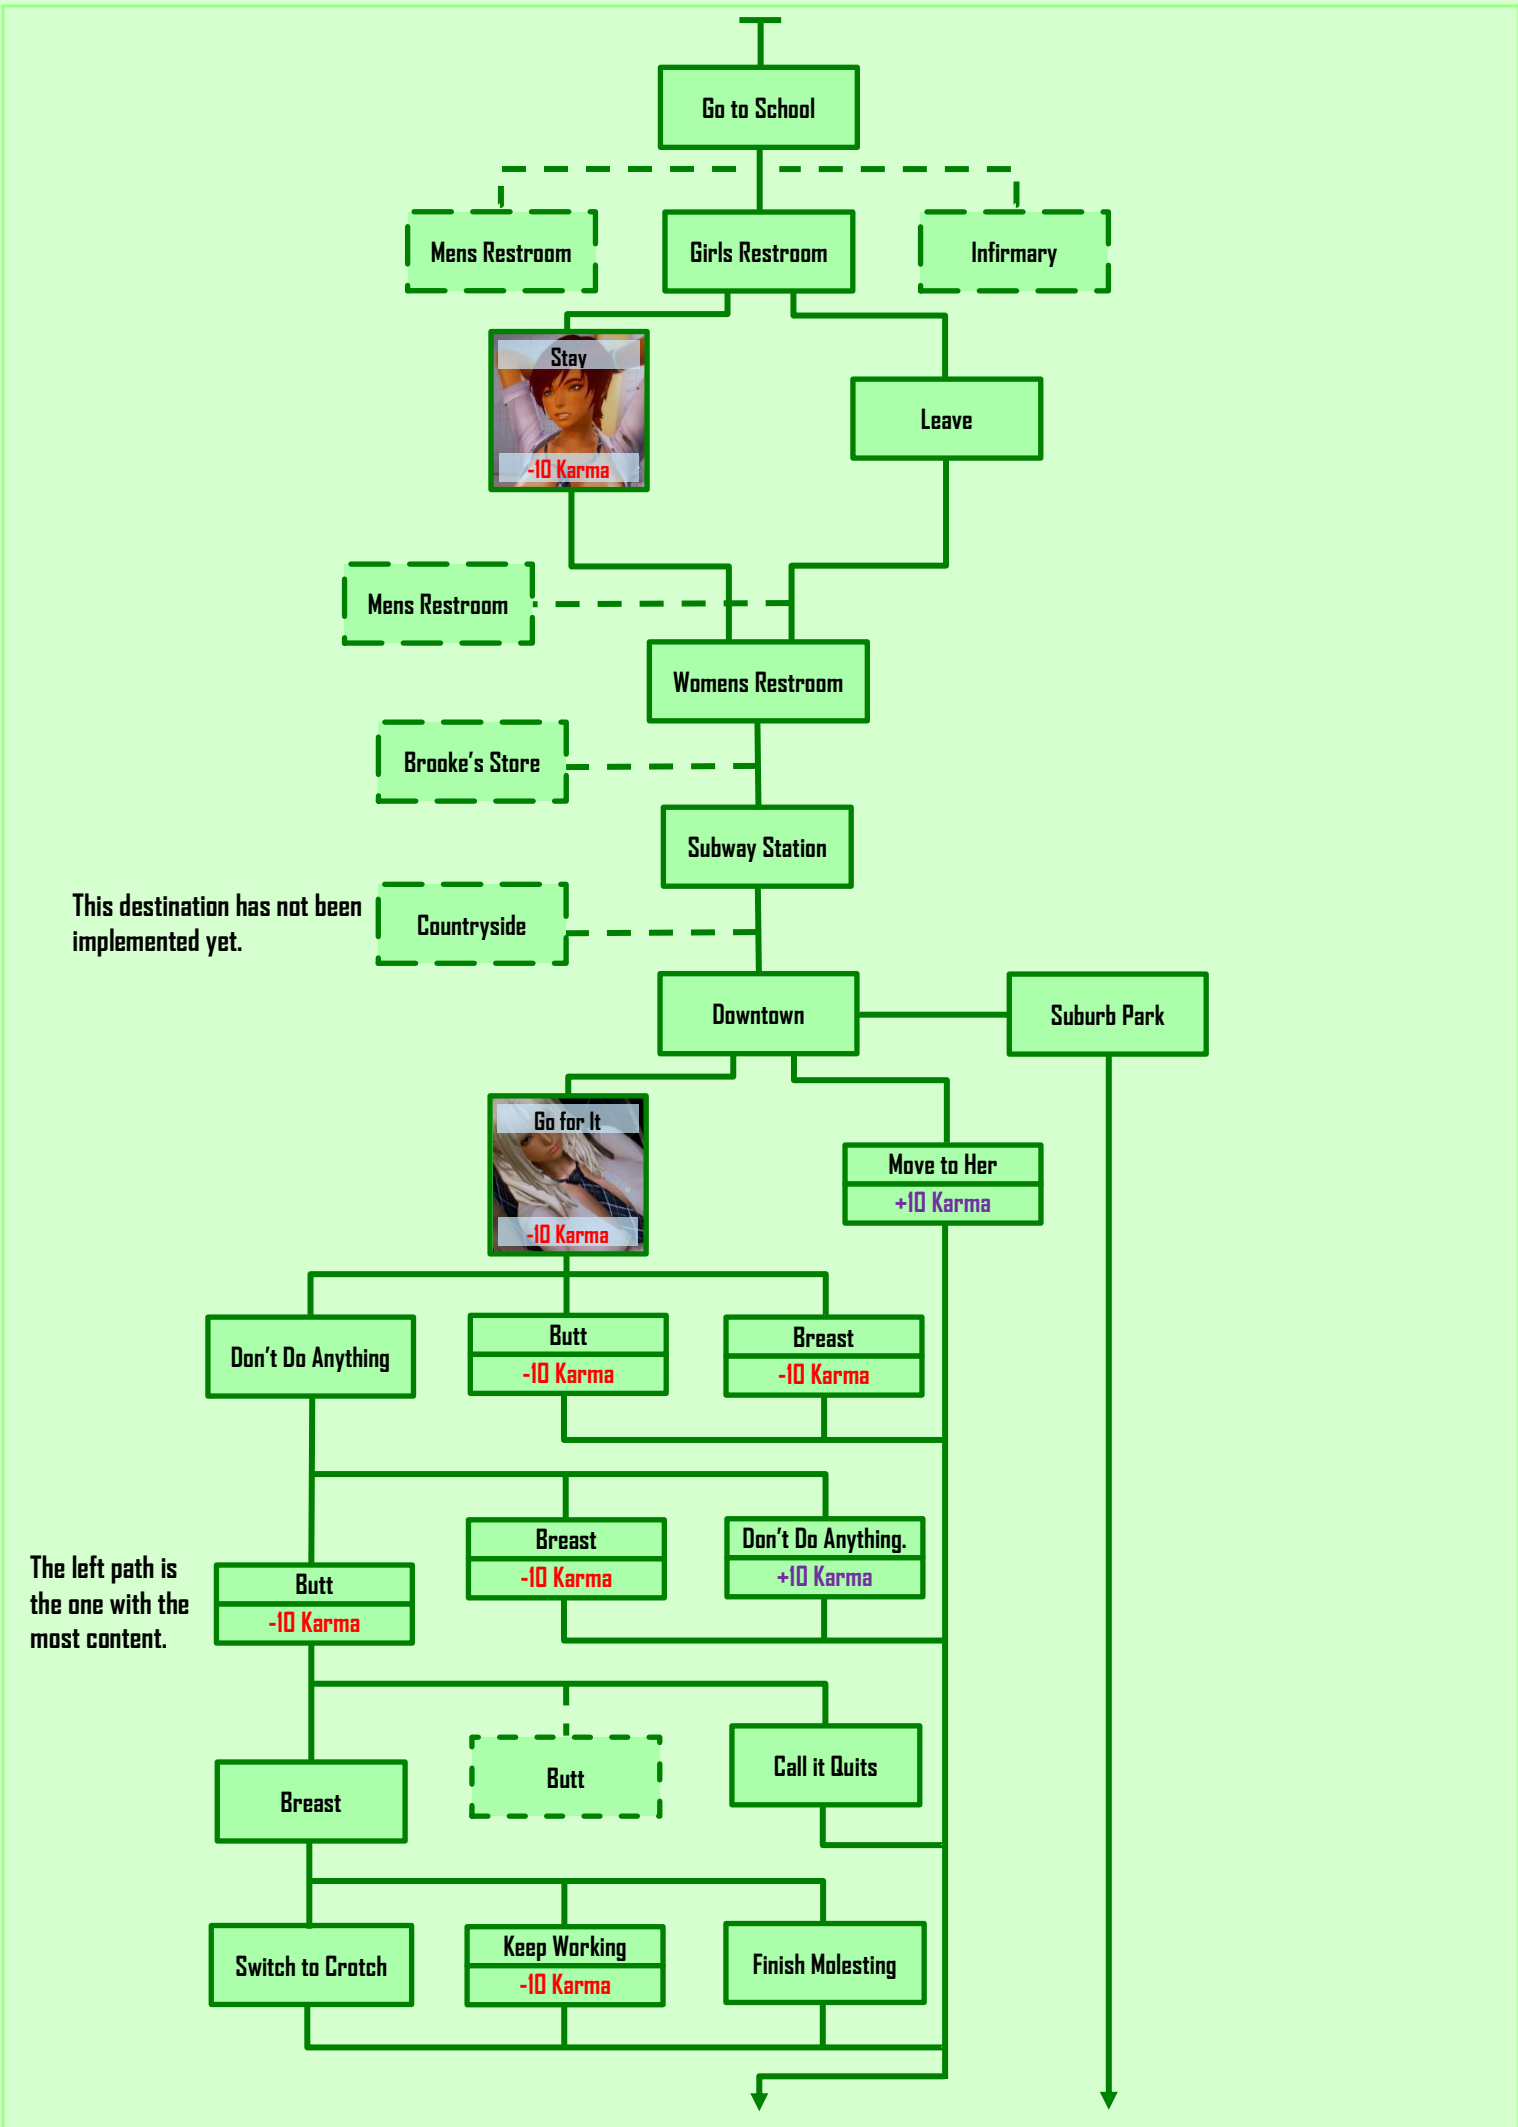 Go to School
Mens Restroom
Girls Restroom
Infirmary
Stay
-10 Karma
Leave
Mens Restroom
Womens Restroom
Brooke's Store
Subway Station
This destination has not been
implemented yet.
Countryside
Downtown
Suburb Park
Go for It
-10 Karma
Move to Her
+10 Karma
Don't Do Anything
Butt
-10 Karma
Breast
-10 Karma
The left path is
the one with the
most content.
Butt
-10 Karma
Breast
-10 Karma
Don't Do Anything.
+10 Karma
Breast
Butt
Call it Quits
Switch to Crotch
Keep Working
-10 Karma
Finish Molesting